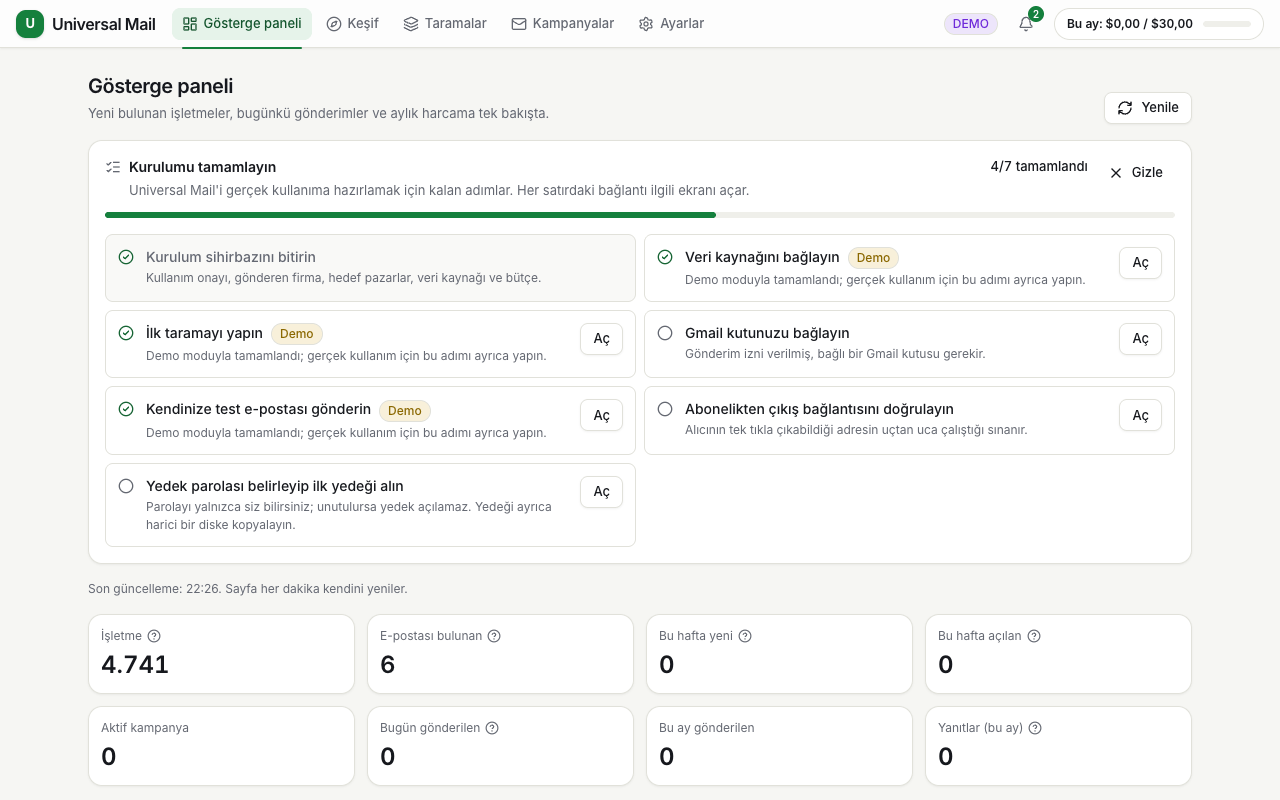 U Universal Mail Gösterge paneli Keşif Taramalar Kampanyalar Ayarlar DEMO 2 Bu ay: $0,00 / $30,00
Gösterge paneli
Yeni bulunan işletmeler, bugünkü gönderimler ve aylık harcama tek bakışta.
Yenile
Kurulumu tamamlayın
4/7 tamamlandı
Gizle
Universal Mail'i gerçek kullanıma hazırlamak için kalan adımlar. Her satırdaki bağlantı ilgili ekranı açar.
Kurulum sihirbazını bitirin
Kullanım onayı, gönderen firma, hedef pazarlar, veri kaynağı ve bütçe.
Veri kaynağını bağlayın Demo
Demo moduyla tamamlandı; gerçek kullanım için bu adımı ayrıca yapın.
Aç
İlk taramayı yapın Demo
Demo moduyla tamamlandı; gerçek kullanım için bu adımı ayrıca yapın.
Aç
Gmail kutunuzu bağlayın
Gönderim izni verilmiş, bağlı bir Gmail kutusu gerekir.
Aç
Kendinize test e-postası gönderin Demo
Demo moduyla tamamlandı; gerçek kullanım için bu adımı ayrıca yapın.
Aç
Abonelikten çıkış bağlantısını doğrulayın
Alıcının tek tıkla çıkabildiği adresin uçtan uca çalıştığı sınanır.
Aç
Yedek parolası belirleyip ilk yedeği alın
Parolayı yalnızca siz bilirsiniz; unutulursa yedek açılamaz. Yedeği ayrıca
harici bir diske kopyalayın.
Aç
Son güncelleme: 22:26. Sayfa her dakika kendini yeniler.
İşletme
4.741
E-postası bulunan
6
Bu hafta yeni
0
Bu hafta açılan
0
Aktif kampanya
0
Bugün gönderilen
0
Bu ay gönderilen
0
Yanıtlar (bu ay)
0